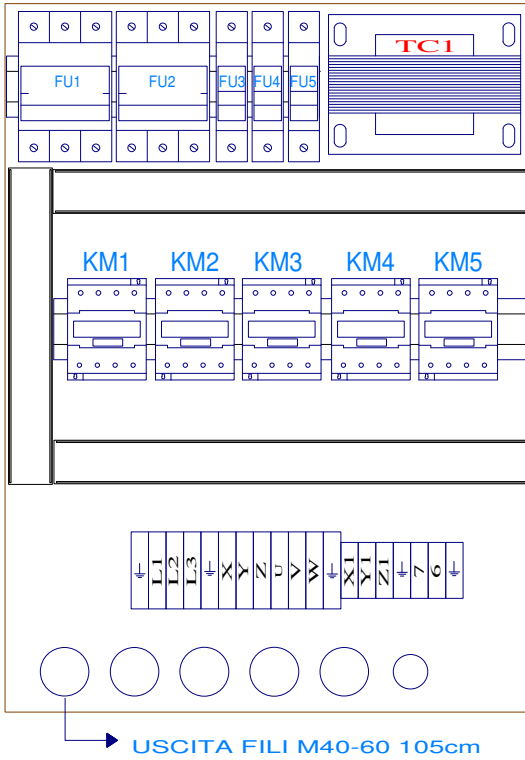 TC1
FU1 FU2 FU3 FU4 FU5
KM1 KM2 KM3 KM4 KM5
L1 L2 L3 X Y Z U V W X1 Y1 Z1 7 6
USCITA FILI M40-60 105cm